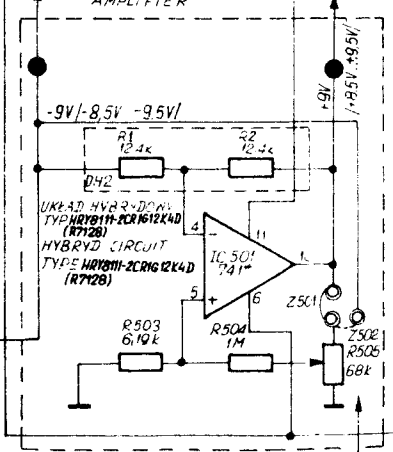 AMPLIFIER
-9V/-8,5V -9.5V/
+9V /+8,5V +9,5V/
R1
12.4k
R2
12.4k
DH2
UKŁAD HYBRYDOWY
TYP HRY8111-2CR1612K4D
(R7128)
HYBRYD CIRCUIT
TYPE HRY8111-2CR1612K4D
(R7128)
4
-
11
IC 501
741*
5
+
6
Z501
Z502
R503
6,19k
R504
1M
R505
68k